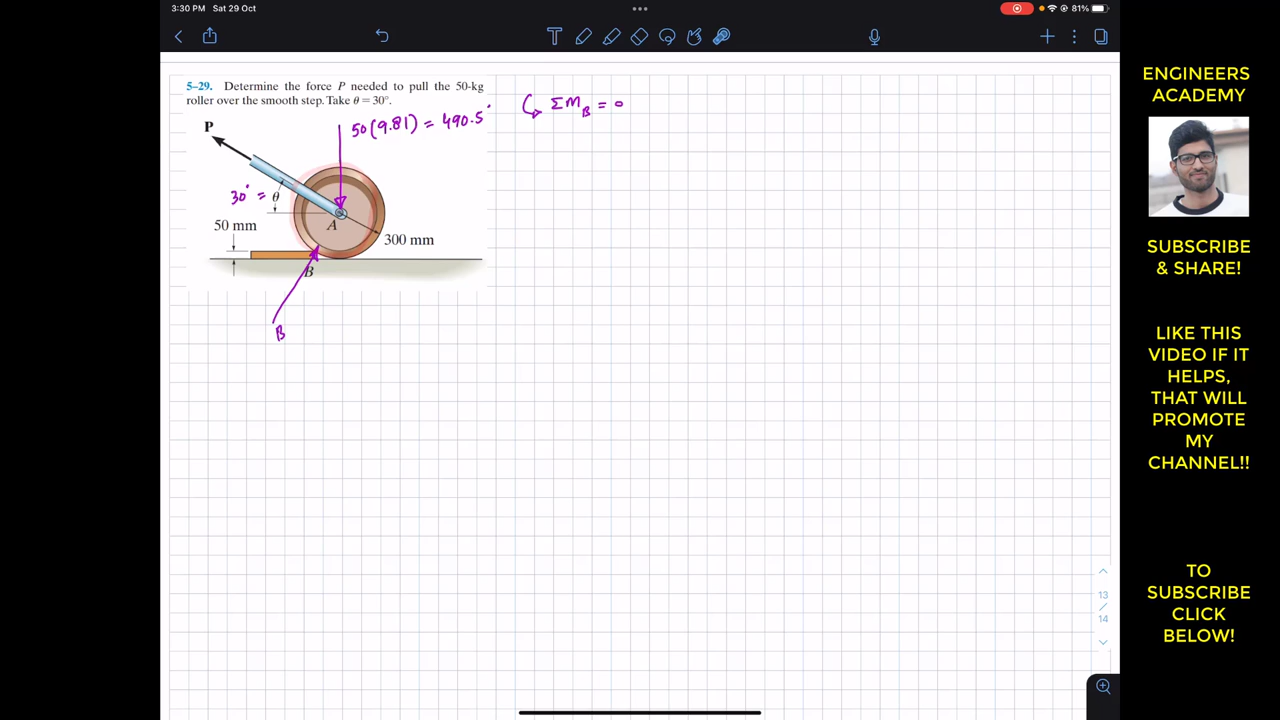 3:30 PM Sat 29 Oct
81%
5–29. Determine the force P needed to pull the 50-kg
roller over the smooth step. Take θ = 30°.
ΣM_B = 0
50(9.81) = 490.5
P
30° = θ
50 mm
A
300 mm
B
B
13
/
14
ENGINEERS
ACADEMY
SUBSCRIBE
& SHARE!
LIKE THIS
VIDEO IF IT
HELPS,
THAT WILL
PROMOTE
MY
CHANNEL!!
TO
SUBSCRIBE
CLICK
BELOW!